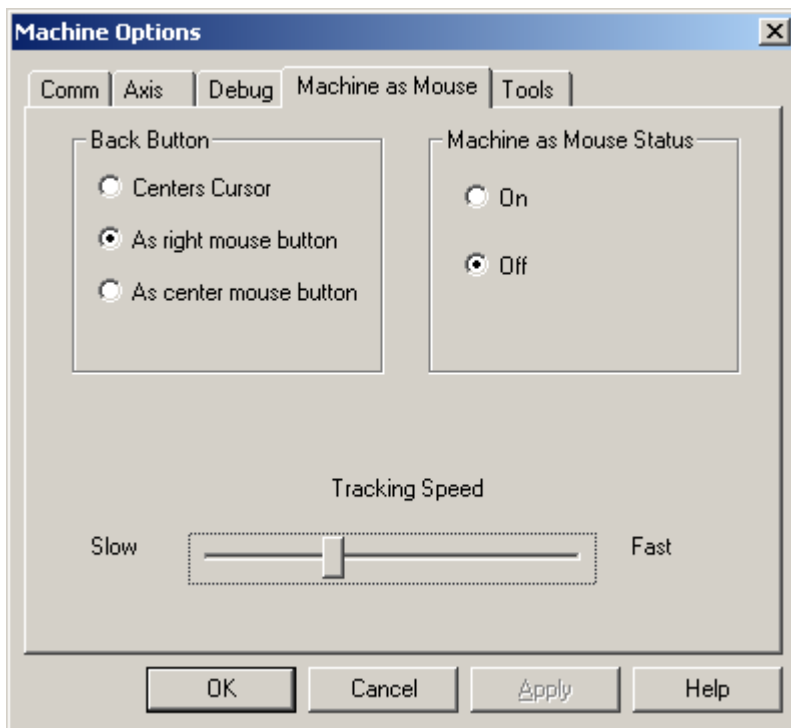 Machine Options
Comm Axis Debug Machine as Mouse Tools
Back Button
Centers Cursor
As right mouse button
As center mouse button
Machine as Mouse Status
On
Off
Tracking Speed
Slow
Fast
OK Cancel Apply Help